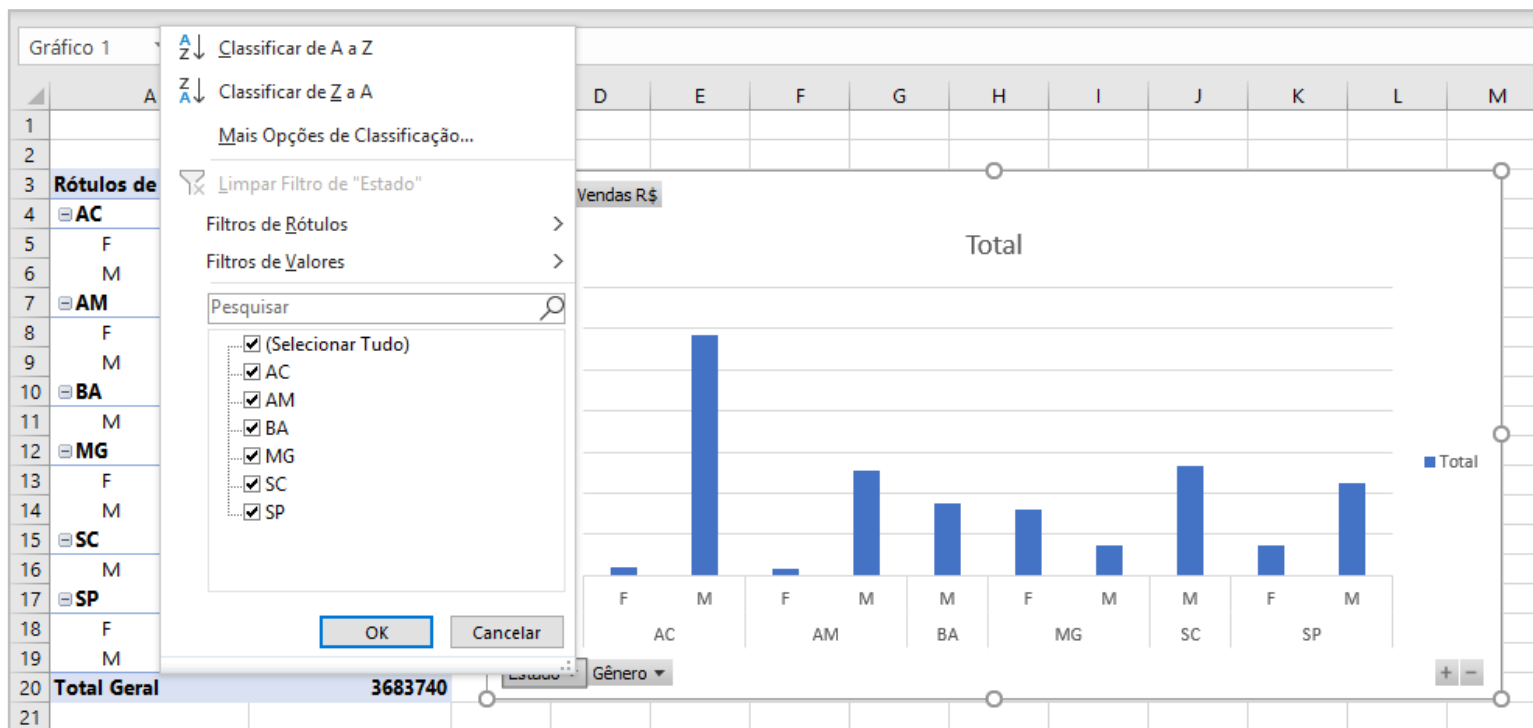 Gráfico 1
A D E F G H I J K L M
Classificar de A a Z
Classificar de Z a A
Mais Opções de Classificação...
Limpar Filtro de "Estado"
Filtros de Rótulos
Filtros de Valores
Pesquisar
(Selecionar Tudo)
AC
AM
BA
MG
SC
SP
OK Cancelar
1
2
3 Rótulos de
4 AC
5 F
6 M
7 AM
8 F
9 M
10 BA
11 M
12 MG
13 F
14 M
15 SC
16 M
17 SP
18 F
19 M
20 Total Geral 3683740
21
Vendas R$
Total
Total
F M F M M F M M F M
AC AM BA MG SC SP
Estado Gênero
+ −